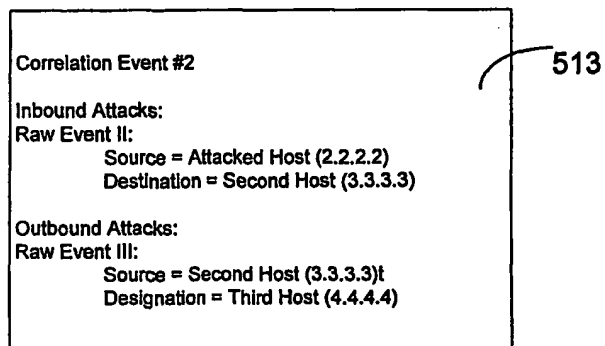 Correlation Event #2
513
Inbound Attacks:
Raw Event II:
Source = Attacked Host (2.2.2.2)
Destination = Second Host (3.3.3.3)
Outbound Attacks:
Raw Event III:
Source = Second Host (3.3.3.3)t
Designation = Third Host (4.4.4.4)